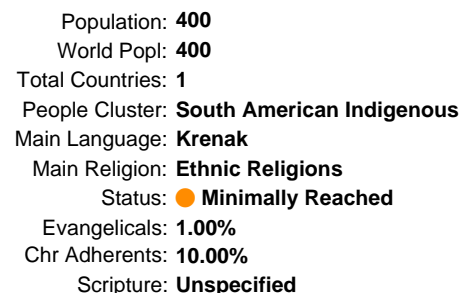 Population: 400
World Popl: 400
Total Countries: 1
People Cluster: South American Indigenous
Main Language: Krenak
Main Religion: Ethnic Religions
Status: Minimally Reached
Evangelicals: 1.00%
Chr Adherents: 10.00%
Scripture: Unspecified